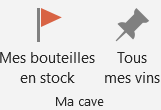 Mes bouteilles Tous
en stock mes vins
Ma cave